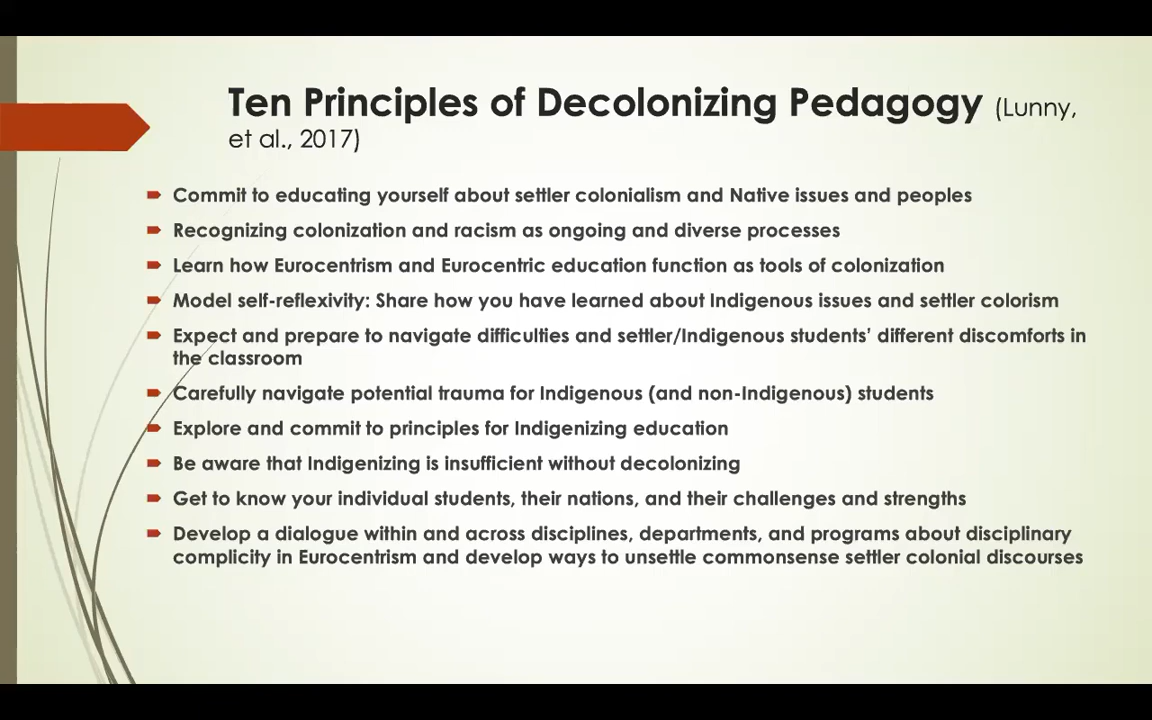 Ten Principles of Decolonizing Pedagogy (Lunny,
et al., 2017)
Commit to educating yourself about settler colonialism and Native issues and peoples
Recognizing colonization and racism as ongoing and diverse processes
Learn how Eurocentrism and Eurocentric education function as tools of colonization
Model self-reflexivity: Share how you have learned about Indigenous issues and settler colorism
Expect and prepare to navigate difficulties and settler/Indigenous students’ different discomforts in
the classroom
Carefully navigate potential trauma for Indigenous (and non-Indigenous) students
Explore and commit to principles for Indigenizing education
Be aware that Indigenizing is insufficient without decolonizing
Get to know your individual students, their nations, and their challenges and strengths
Develop a dialogue within and across disciplines, departments, and programs about disciplinary
complicity in Eurocentrism and develop ways to unsettle commonsense settler colonial discourses